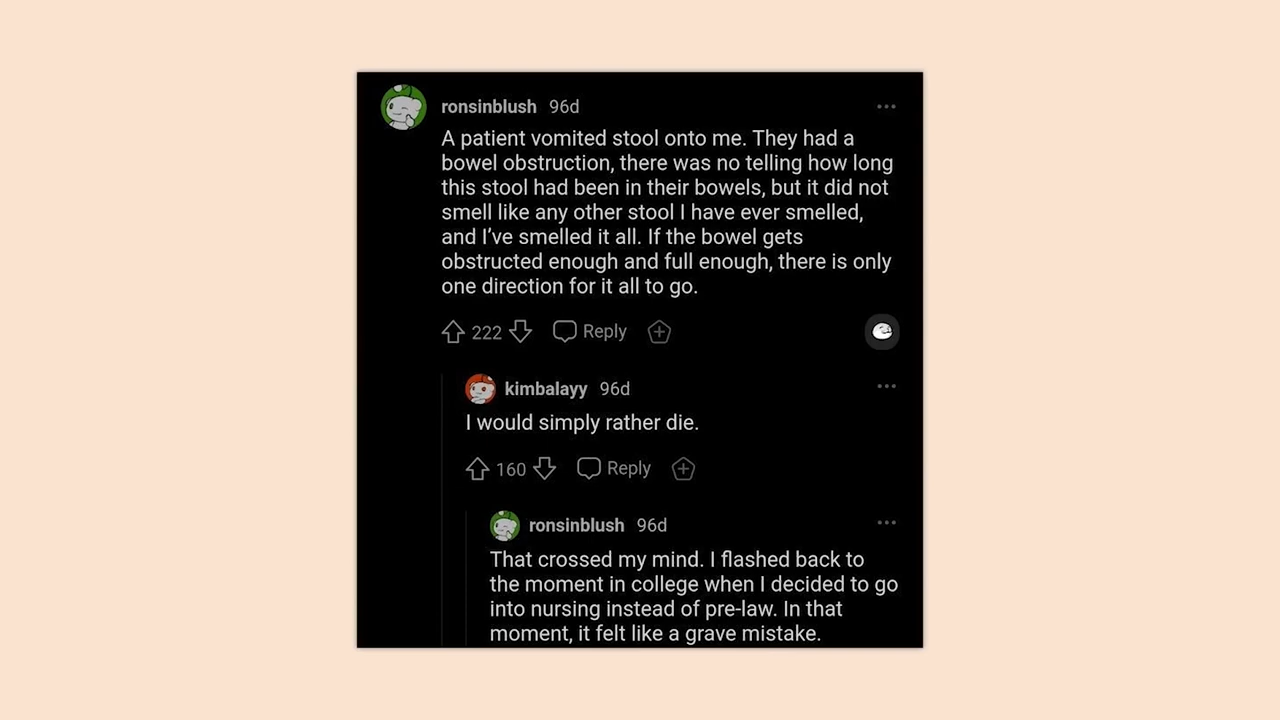 ronsinblush 96d
A patient vomited stool onto me. They had a
bowel obstruction, there was no telling how long
this stool had been in their bowels, but it did not
smell like any other stool I have ever smelled,
and I’ve smelled it all. If the bowel gets
obstructed enough and full enough, there is only
one direction for it all to go.
222 Reply
kimbalayy 96d
I would simply rather die.
160 Reply
ronsinblush 96d
That crossed my mind. I flashed back to
the moment in college when I decided to go
into nursing instead of pre-law. In that
moment, it felt like a grave mistake.